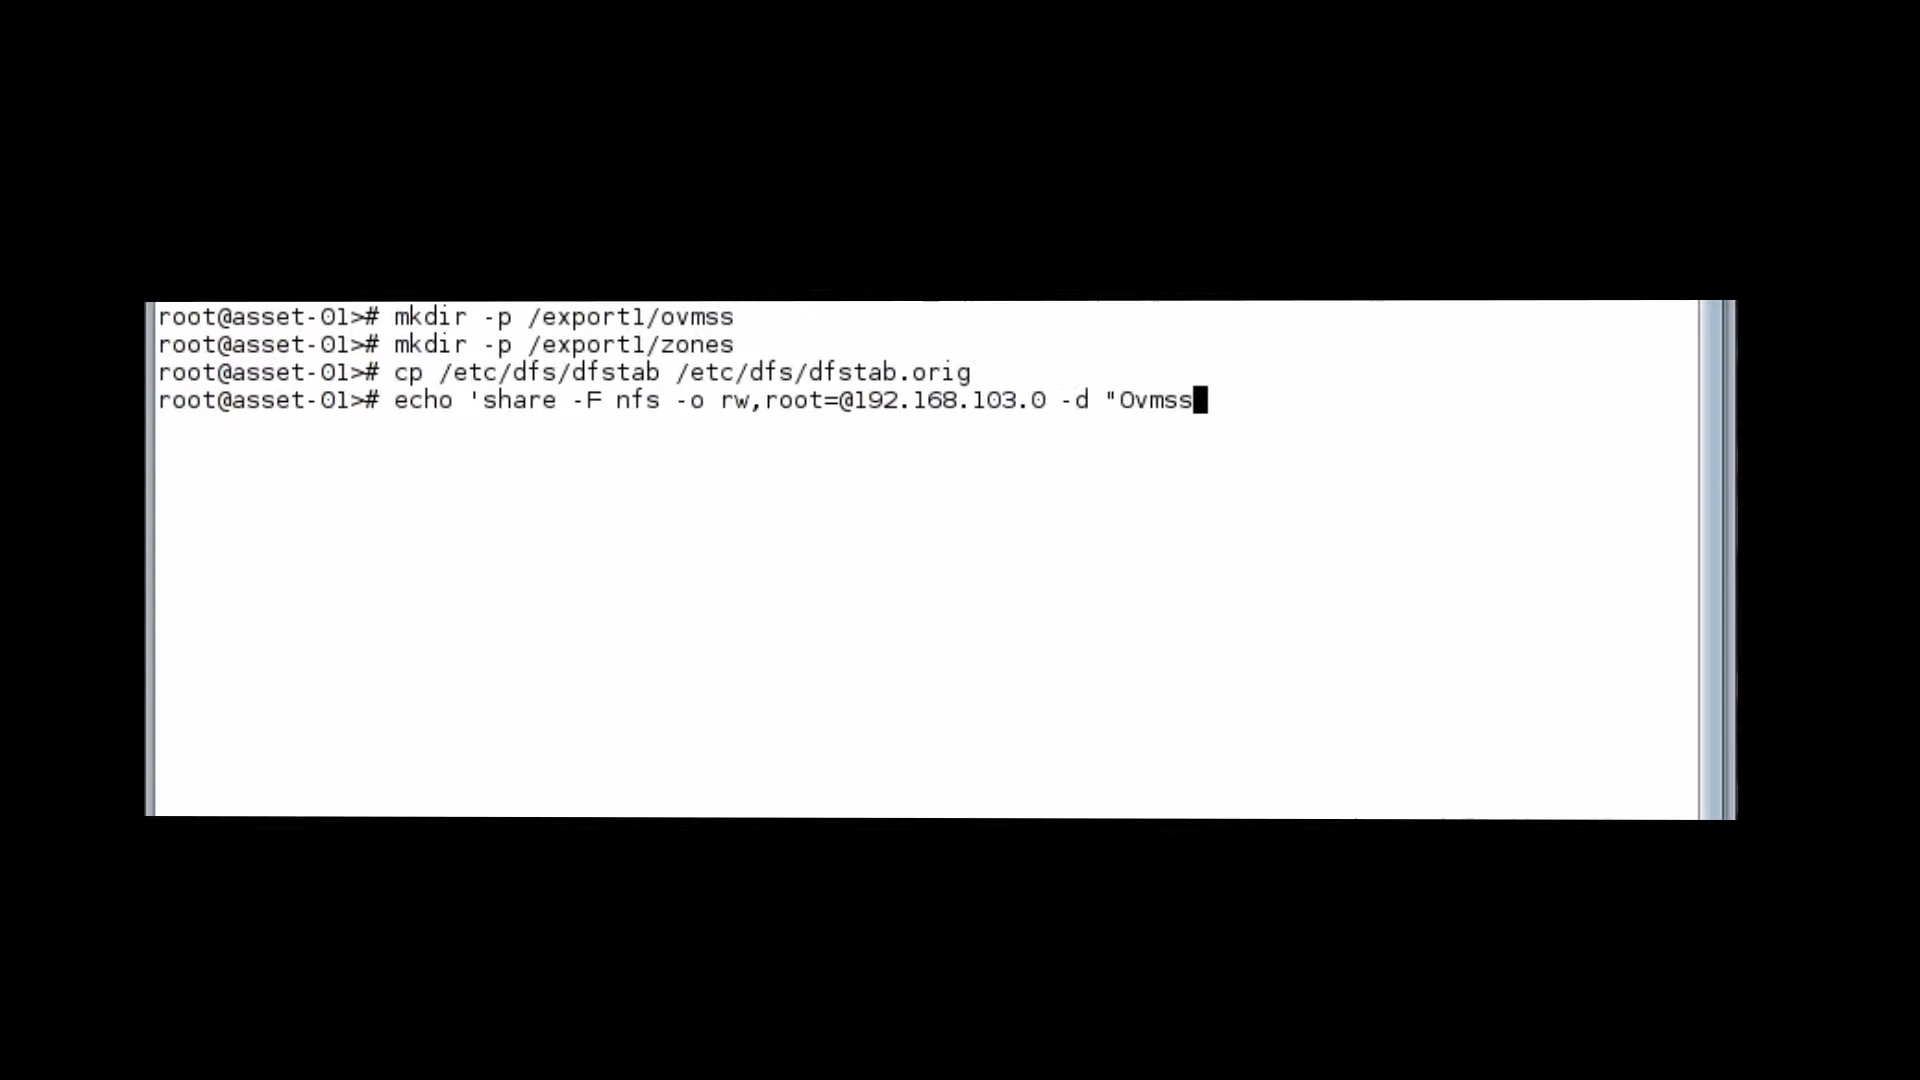 root@asset-01># mkdir -p /export1/ovmss
root@asset-01># mkdir -p /export1/zones
root@asset-01># cp /etc/dfs/dfstab /etc/dfs/dfstab.orig
root@asset-01># echo 'share -F nfs -o rw,root=@192.168.103.0 -d "Ovmss